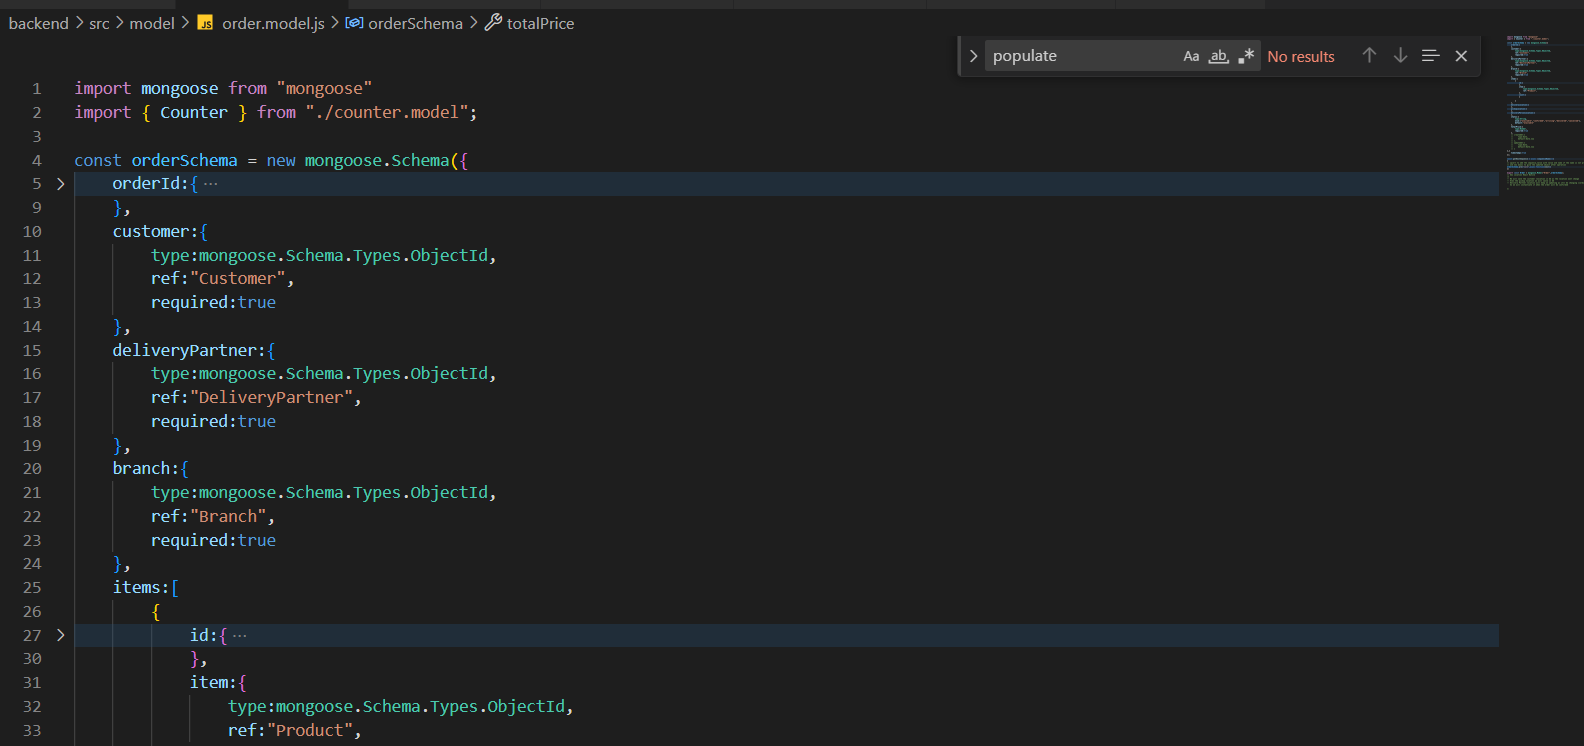 backend > src > model > JS order.model.js > orderSchema > totalPrice
populate Aa ab .* No results
1 import mongoose from "mongoose"
2 import { Counter } from "./counter.model";
3
4 const orderSchema = new mongoose.Schema({
5 > orderId:{ ···
9 },
10 customer:{
11 type:mongoose.Schema.Types.ObjectId,
12 ref:"Customer",
13 required:true
14 },
15 deliveryPartner:{
16 type:mongoose.Schema.Types.ObjectId,
17 ref:"DeliveryPartner",
18 required:true
19 },
20 branch:{
21 type:mongoose.Schema.Types.ObjectId,
22 ref:"Branch",
23 required:true
24 },
25 items:[
26 {
27 > id:{ ···
30 },
31 item:{
32 type:mongoose.Schema.Types.ObjectId,
33 ref:"Product",